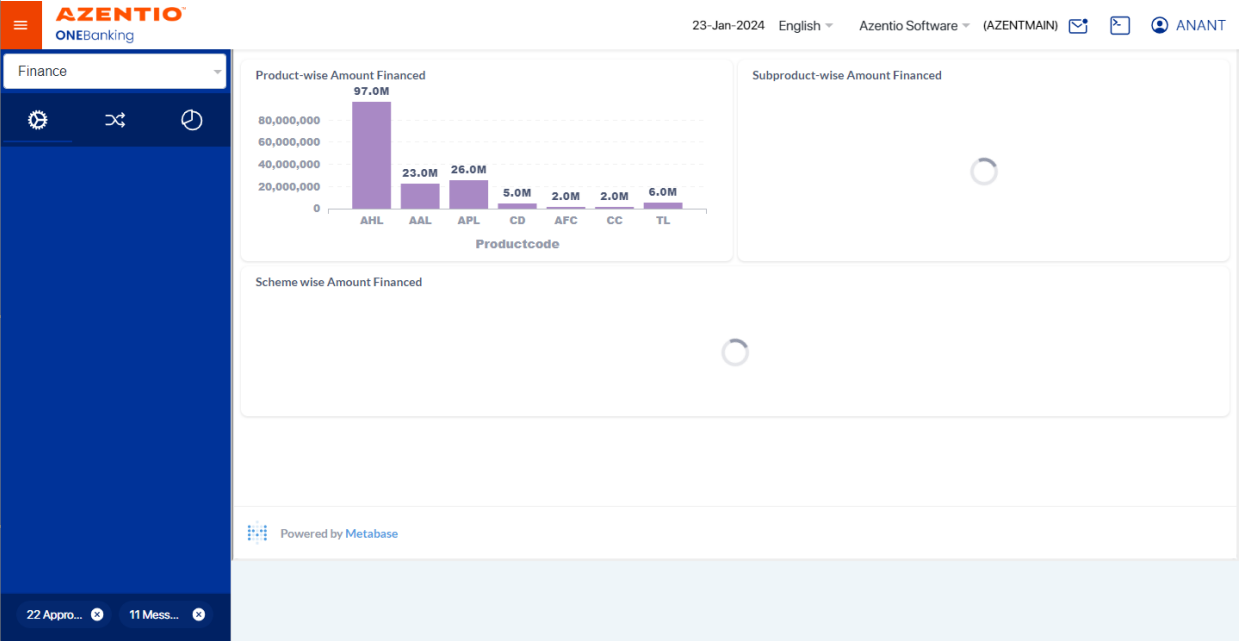 AZENTIO
ONEBanking
23-Jan-2024 English Azentio Software (AZENTMAIN) ANANT
Finance
Product-wise Amount Financed
97.0M
80,000,000
60,000,000
40,000,000
20,000,000
0
23.0M
26.0M
5.0M
2.0M
2.0M
6.0M
AHL AAL APL CD AFC CC TL
Productcode
Subproduct-wise Amount Financed
Scheme wise Amount Financed
Powered by Metabase
22 Appro... 11 Mess...